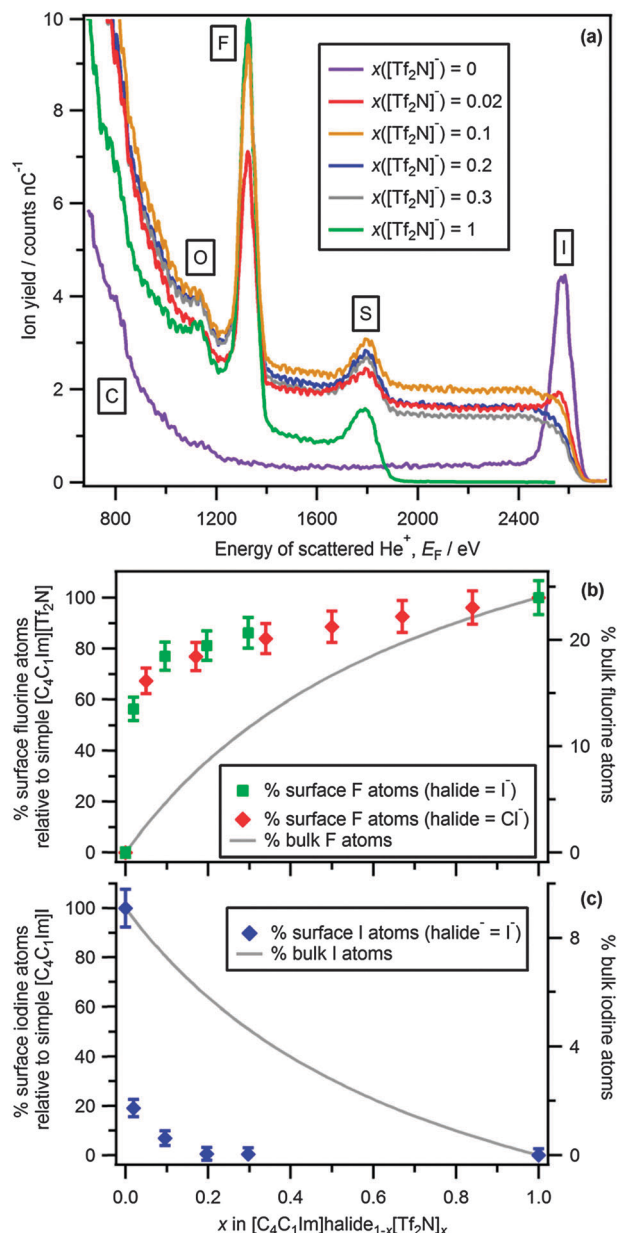 (a)
F
O
C
S
I
x([Tf₂N]⁻) = 0
x([Tf₂N]⁻) = 0.02
x([Tf₂N]⁻) = 0.1
x([Tf₂N]⁻) = 0.2
x([Tf₂N]⁻) = 0.3
x([Tf₂N]⁻) = 1
Ion yield / counts nC⁻¹
10
8
6
4
2
0
800 1200 1600 2000 2400
Energy of scattered He⁺, E_F / eV
(b)
% surface fluorine atoms
relative to simple [C₄C₁Im][Tf₂N]
100
80
60
40
20
0
% surface F atoms (halide = I⁻)
% surface F atoms (halide = Cl⁻)
% bulk F atoms
20
10
0
% bulk fluorine
atoms
(c)
% surface iodine atoms
relative to simple [C₄C₁Im]I
100
80
60
40
20
0
% surface I atoms (halide⁻ = I⁻)
% bulk I atoms
8
4
0
% bulk iodine atoms
0.0 0.2 0.4 0.6 0.8 1.0
x in [C₄C₁Im]halide₁₋ₓ[Tf₂N]ₓ